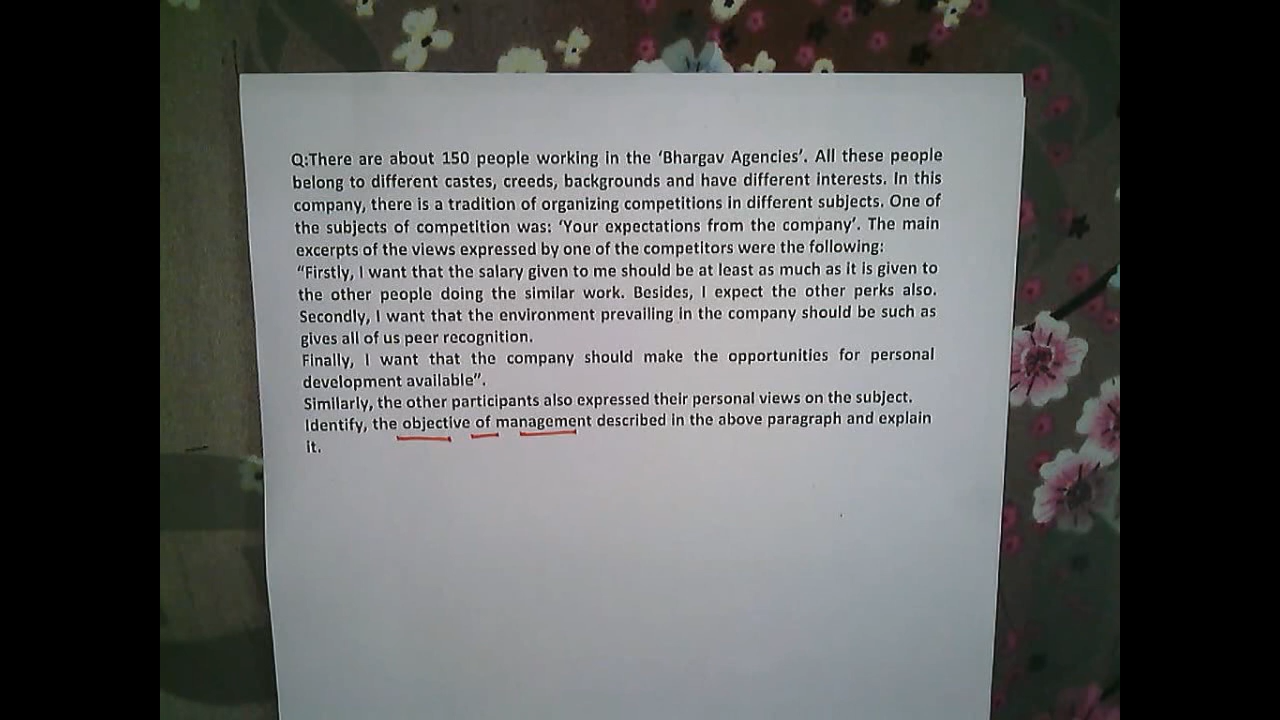 Q:There are about 150 people working in the ‘Bhargav Agencies’. All these people
belong to different castes, creeds, backgrounds and have different interests. In this
company, there is a tradition of organizing competitions in different subjects. One of
the subjects of competition was: ‘Your expectations from the company’. The main
excerpts of the views expressed by one of the competitors were the following:
“Firstly, I want that the salary given to me should be at least as much as it is given to
the other people doing the similar work. Besides, I expect the other perks also.
Secondly, I want that the environment prevailing in the company should be such as
gives all of us peer recognition.
Finally, I want that the company should make the opportunities for personal
development available”.
Similarly, the other participants also expressed their personal views on the subject.
Identify, the objective of management described in the above paragraph and explain
it.